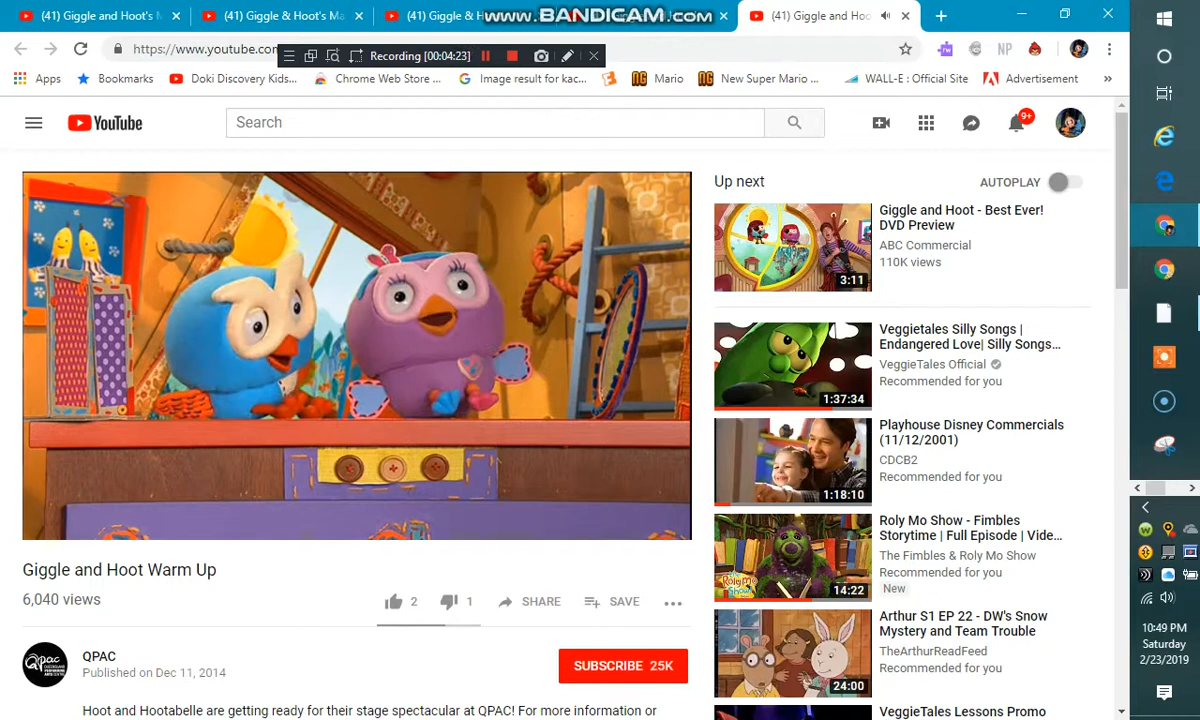 (41) Giggle and Hoot's M
(41) Giggle & Hoot's Ma
(41) Giggle & H
(41) Giggle and Hoo
www.BANDICAM.com
https://www.youtube.con
Recording [00:04:23]
Apps
Bookmarks
Doki Discovery Kids...
Chrome Web Store ...
Image result for kac...
Mario
New Super Mario ...
WALL-E : Official Site
Advertisement
»
YouTube
Search
9+
Up next
AUTOPLAY
Giggle and Hoot - Best Ever!
DVD Preview
ABC Commercial
110K views
3:11
Veggietales Silly Songs |
Endangered Love| Silly Songs...
VeggieTales Official
Recommended for you
1:37:34
Playhouse Disney Commercials
(11/12/2001)
CDCB2
Recommended for you
1:18:10
Roly Mo Show - Fimbles
Storytime | Full Episode | Vide...
The Fimbles & Roly Mo Show
Recommended for you
New
14:22
Arthur S1 EP 22 - DW's Snow
Mystery and Team Trouble
TheArthurReadFeed
Recommended for you
24:00
VeggieTales Lessons Promo
Giggle and Hoot Warm Up
6,040 views
2
1
SHARE
SAVE
Qpac
QPAC
Published on Dec 11, 2014
SUBSCRIBE 25K
Hoot and Hootabelle are getting ready for their stage spectacular at QPAC! For more information or
10:49 PM
Saturday
2/23/2019